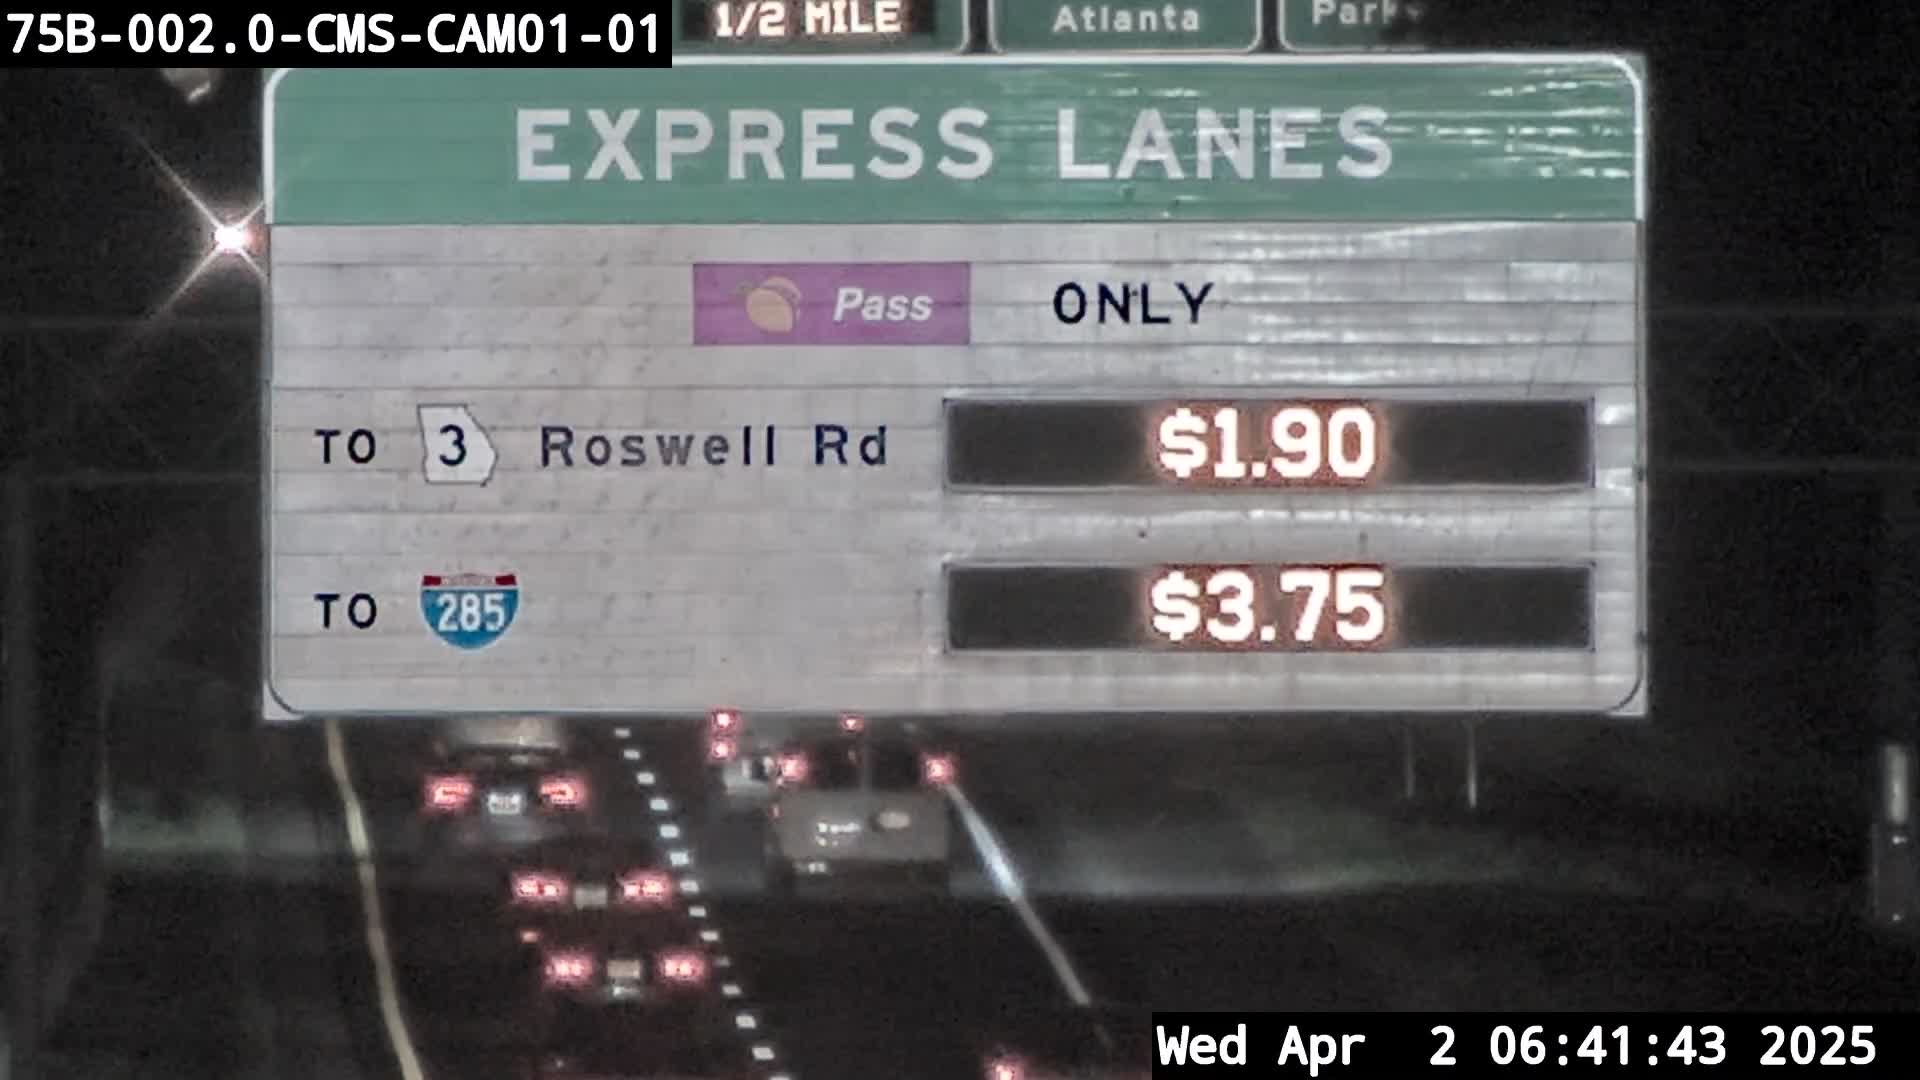 75B-002.0-CMS-CAM01-01
1/2 MILE
Atlanta
EXPRESS LANES
Pass ONLY
TO 3 Roswell Rd $1.90
TO 285 $3.75
Wed Apr 2 06:41:43 2025